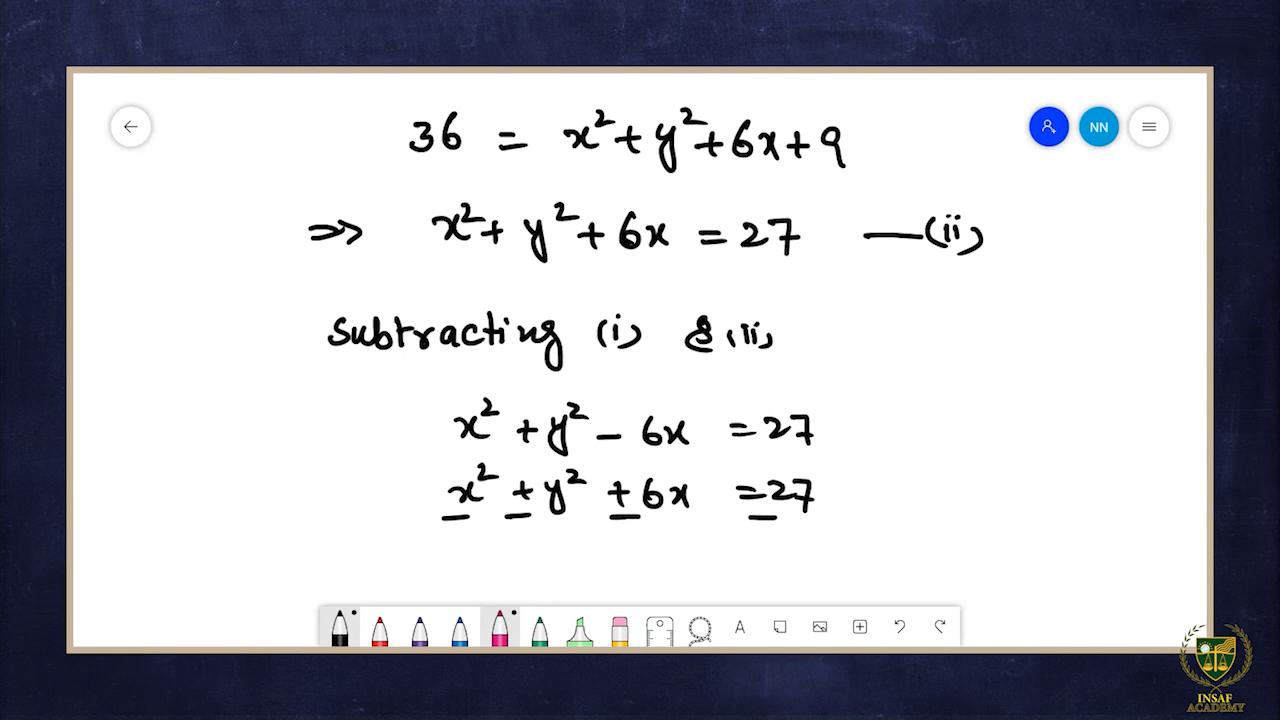 NN
36 = x²+y²+6x+9
⇒ x²+y²+6x = 27 —(ii)
Subtracting (i) & (ii)
x² + y² − 6x = 27
x² + y² + 6x = 27
− − − −
A
INSAF
ACADEMY